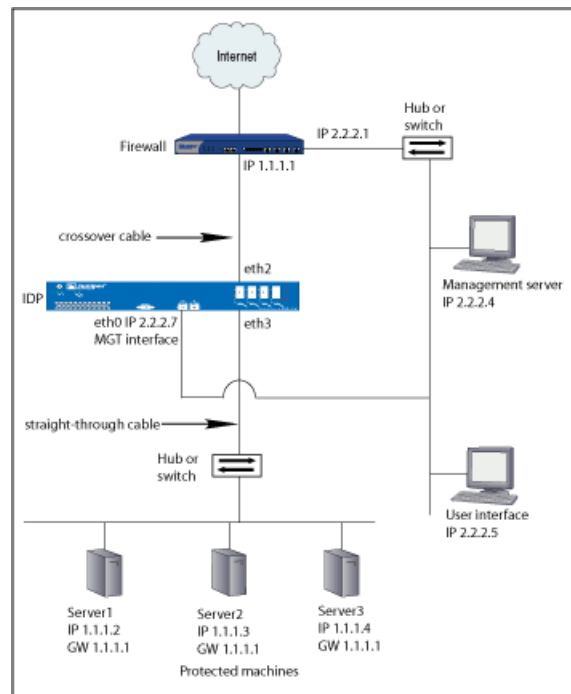 Internet
Hub or
switch
IP 2.2.2.1
Firewall
IP 1.1.1.1
crossover cable
eth2
Management server
IP 2.2.2.4
Juniper
IDP
eth0 IP 2.2.2.7
MGT interface
eth3
straight-through cable
Hub or
switch
User interface
IP 2.2.2.5
Server1
IP 1.1.1.2
GW 1.1.1.1
Server2
IP 1.1.1.3
GW 1.1.1.1
Server3
IP 1.1.1.4
GW 1.1.1.1
Protected machines